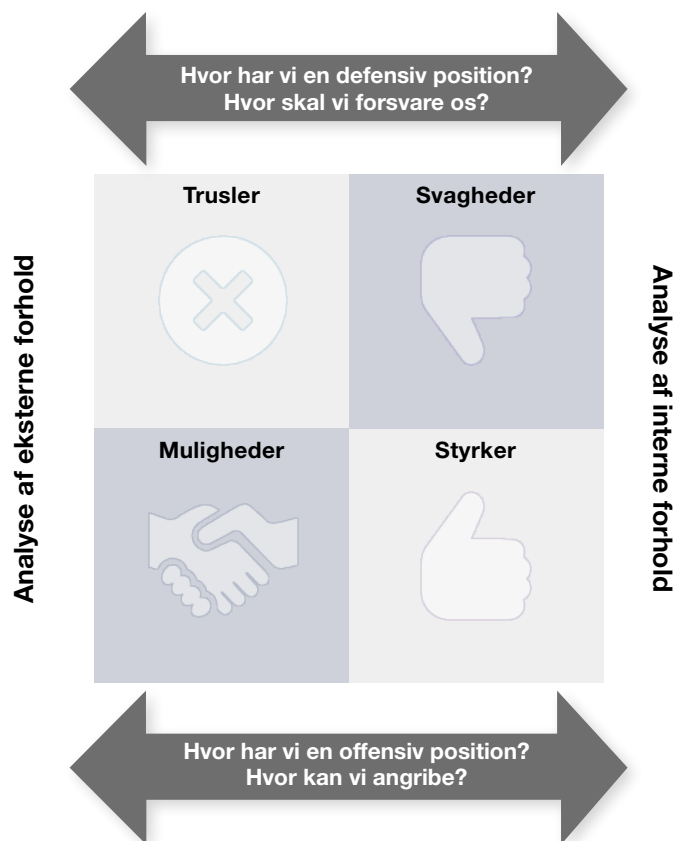 Hvor har vi en defensiv position?
Hvor skal vi forsvare os?
Trusler
Svagheder
Analyse af eksterne forhold
Analyse af interne forhold
Muligheder
Styrker
Hvor har vi en offensiv position?
Hvor kan vi angribe?